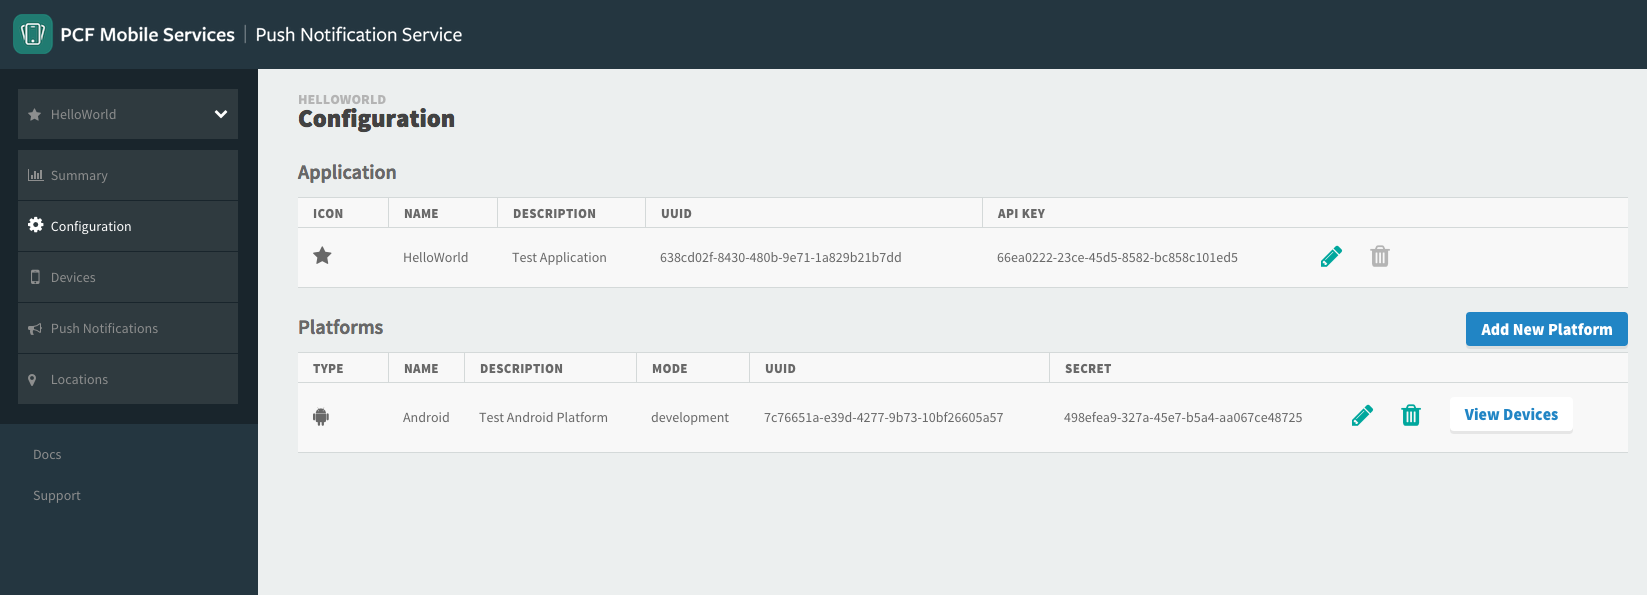 PCF Mobile Services | Push Notification Service
HelloWorld
Summary
Configuration
Devices
Push Notifications
Locations
Docs
Support
HELLOWORLD
Configuration
Application
ICON NAME DESCRIPTION UUID API KEY
HelloWorld Test Application 638cd02f-8430-480b-9e71-1a829b21b7dd 66ea0222-23ce-45d5-8582-bc858c101ed5
Platforms Add New Platform
TYPE NAME DESCRIPTION MODE UUID SECRET
Android Test Android Platform development 7c76651a-e39d-4277-9b73-10bf26605a57 498efea9-327a-45e7-b5a4-aa067ce48725 View Devices